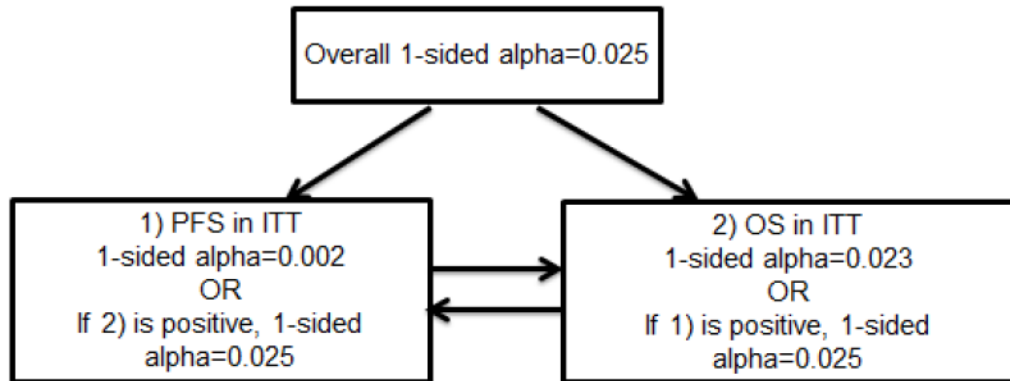 Overall 1-sided alpha=0.025
1) PFS in ITT
1-sided alpha=0.002
OR
If 2) is positive, 1-sided
alpha=0.025
2) OS in ITT
1-sided alpha=0.023
OR
If 1) is positive, 1-sided
alpha=0.025